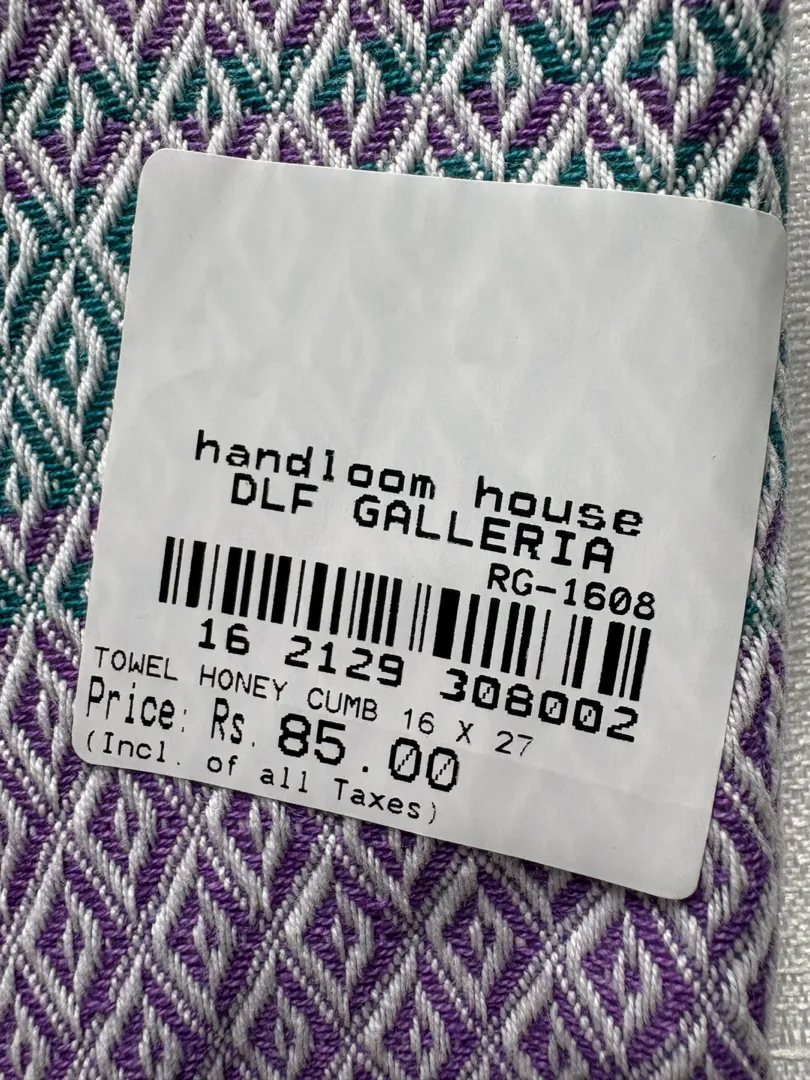 handloom house
DLF GALLERIA
RG-1608
16 2129 308002
TOWEL HONEY CUMB 16 X 27
Price: Rs. 85.00
(Incl. of all Taxes)